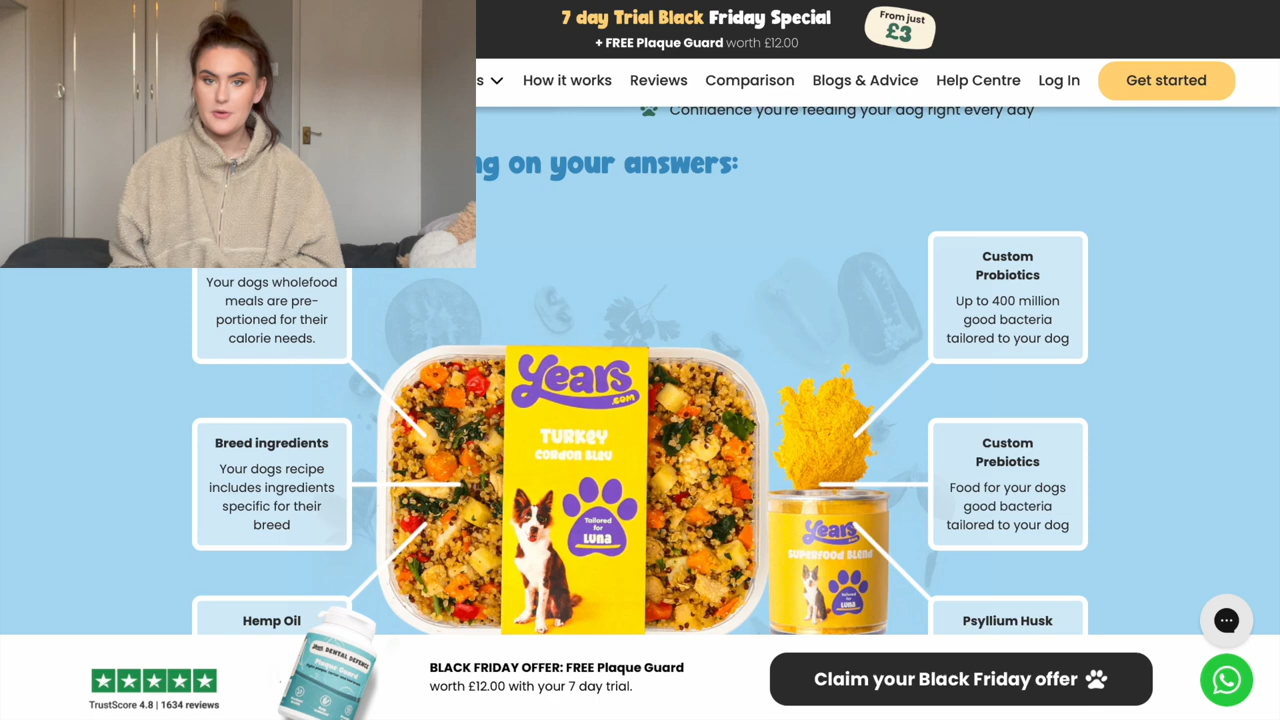 7 day Trial Black Friday Special
+ FREE Plaque Guard worth £12.00
From just
£3
s
How it works
Reviews
Comparison
Blogs & Advice
Help Centre
Log In
Get started
Confidence you're feeding your dog right every day
ng on your answers:
Your dogs wholefood
meals are pre-
portioned for their
calorie needs.
Custom
Probiotics
Up to 400 million
good bacteria
tailored to your dog
Breed ingredients
Your dogs recipe
includes ingredients
specific for their
breed
Custom
Prebiotics
Food for your dogs
good bacteria
tailored to your dog
Years
.COM
TURKEY
CORDON BLEU
Tailored
for
LUNA
Years
SUPERFOOD BLEND
LUNA
Hemp Oil
Psyllium Husk
DENTAL DEFENCE
Plaque Guard
TrustScore 4.8 | 1634 reviews
BLACK FRIDAY OFFER: FREE Plaque Guard
worth £12.00 with your 7 day trial.
Claim your Black Friday offer